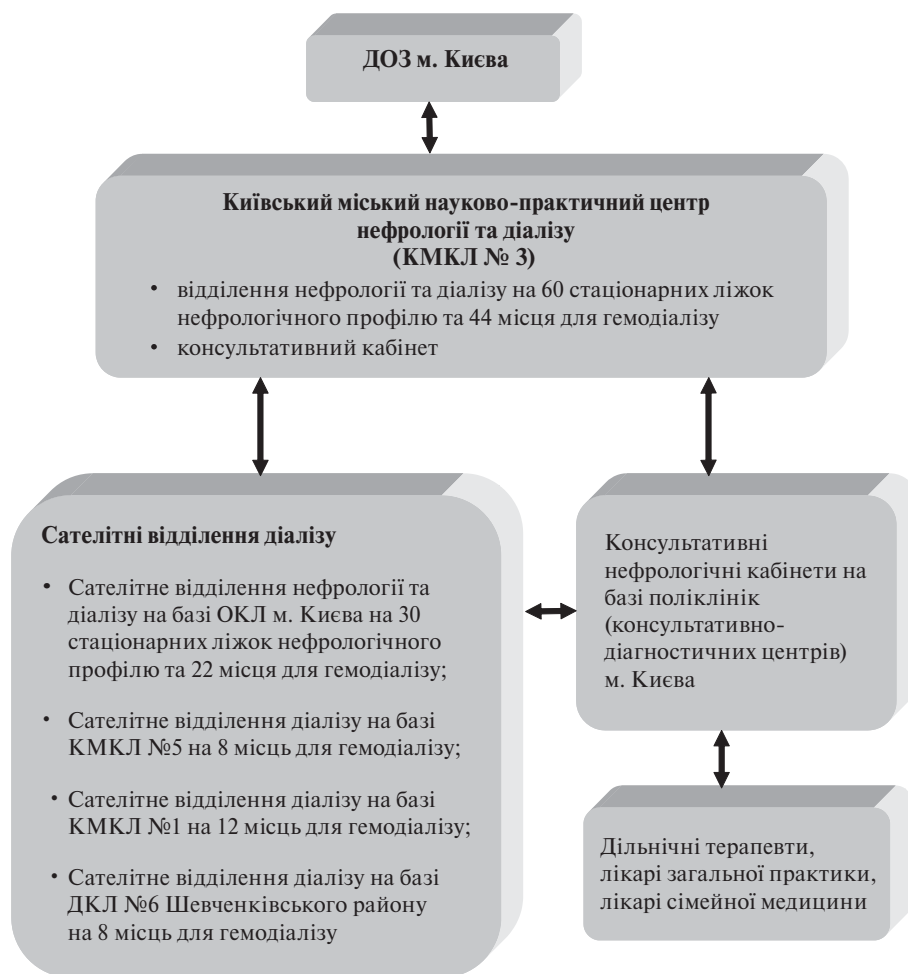 ДОЗ м. Києва
Київський міський науково-практичний центр
нефрології та діалізу
(КМКЛ № 3)
• відділення нефрології та діалізу на 60 стаціонарних ліжок
нефрологічного профілю та 44 місця для гемодіалізу
• консультативний кабінет
Сателітні відділення діалізу
• Сателітне відділення нефрології та
діалізу на базі ОКЛ м. Києва на 30
стаціонарних ліжок нефрологічного
профілю та 22 місця для гемодіалізу;
• Сателітне відділення діалізу на базі
КМКЛ №5 на 8 місць для гемодіалізу;
• Сателітне відділення діалізу на базі
КМКЛ №1 на 12 місць для гемодіалізу;
• Сателітне відділення діалізу на базі
ДКЛ №6 Шевченківського району
на 8 місць для гемодіалізу
Консультативні
нефрологічні кабінети на
базі поліклінік
(консультативно-
діагностичних центрів)
м. Києва
Дільничні терапевти,
лікарі загальної практики,
лікарі сімейної медицини